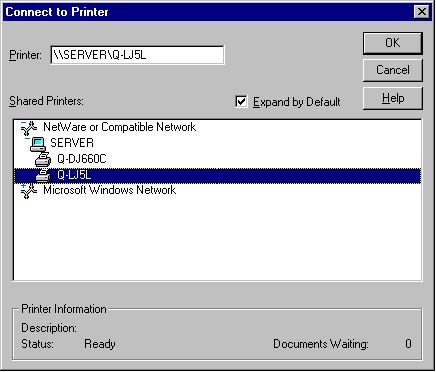 Connect to Printer
Printer: \\SERVER\Q-LJ5L
OK
Cancel
Help
Shared Printers:
Expand by Default
NetWare or Compatible Network
SERVER
Q-DJ660C
Q-LJ5L
Microsoft Windows Network
Printer Information
Description:
Status: Ready Documents Waiting: 0